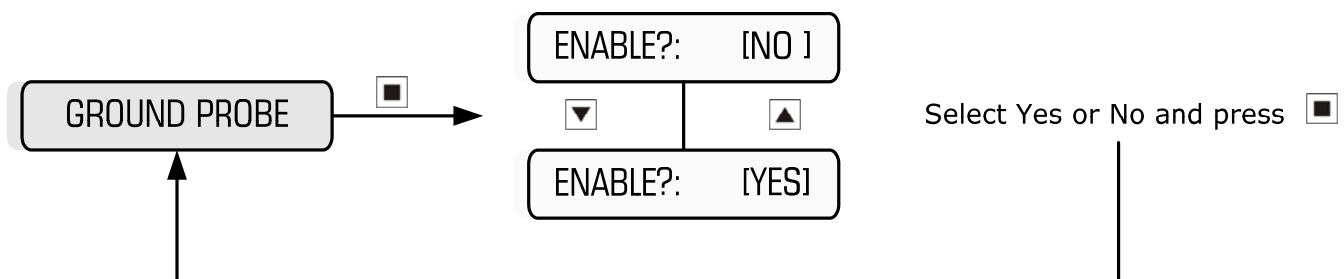 GROUND PROBE
ENABLE?: [NO ]
ENABLE?: [YES]
Select Yes or No and press